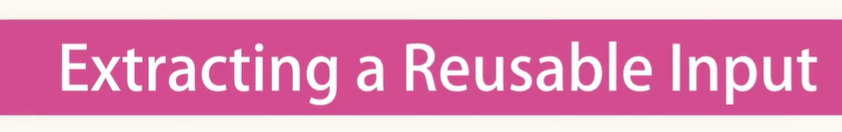 Extracting a Reusable Input